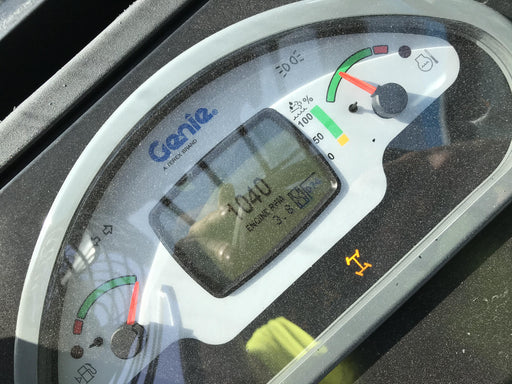 Genie
A TEREX BRAND
%
100
50
0
1040
ENGINE RPM
3.8